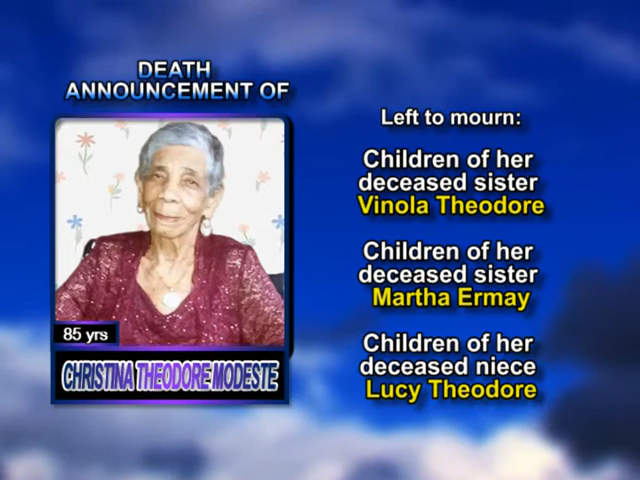 DEATH
ANNOUNCEMENT OF
85 yrs
CHRISTINA THEODORE MODESTE
Left to mourn:
Children of her
deceased sister
Vinola Theodore
Children of her
deceased sister
Martha Ermay
Children of her
deceased niece
Lucy Theodore